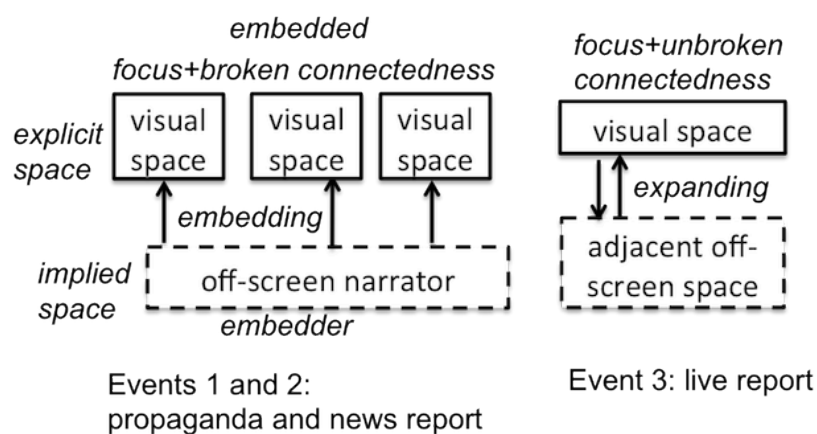 embedded
focus+broken connectedness
explicit
space
visual
space
visual
space
visual
space
embedding
implied
space
off-screen narrator
embedder
Events 1 and 2:
propaganda and news report
focus+unbroken
connectedness
visual space
expanding
adjacent off-
screen space
Event 3: live report